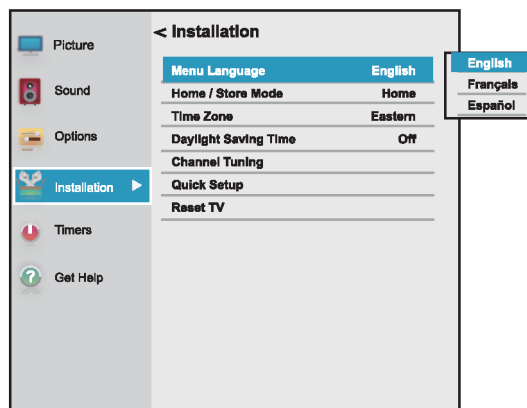 Picture
Sound
Options
Installation
Timers
Get Help
< Installation
Menu Language English
Home / Store Mode Home
Time Zone Eastern
Daylight Saving Time Off
Channel Tuning
Quick Setup
Reset TV
English
Français
Español